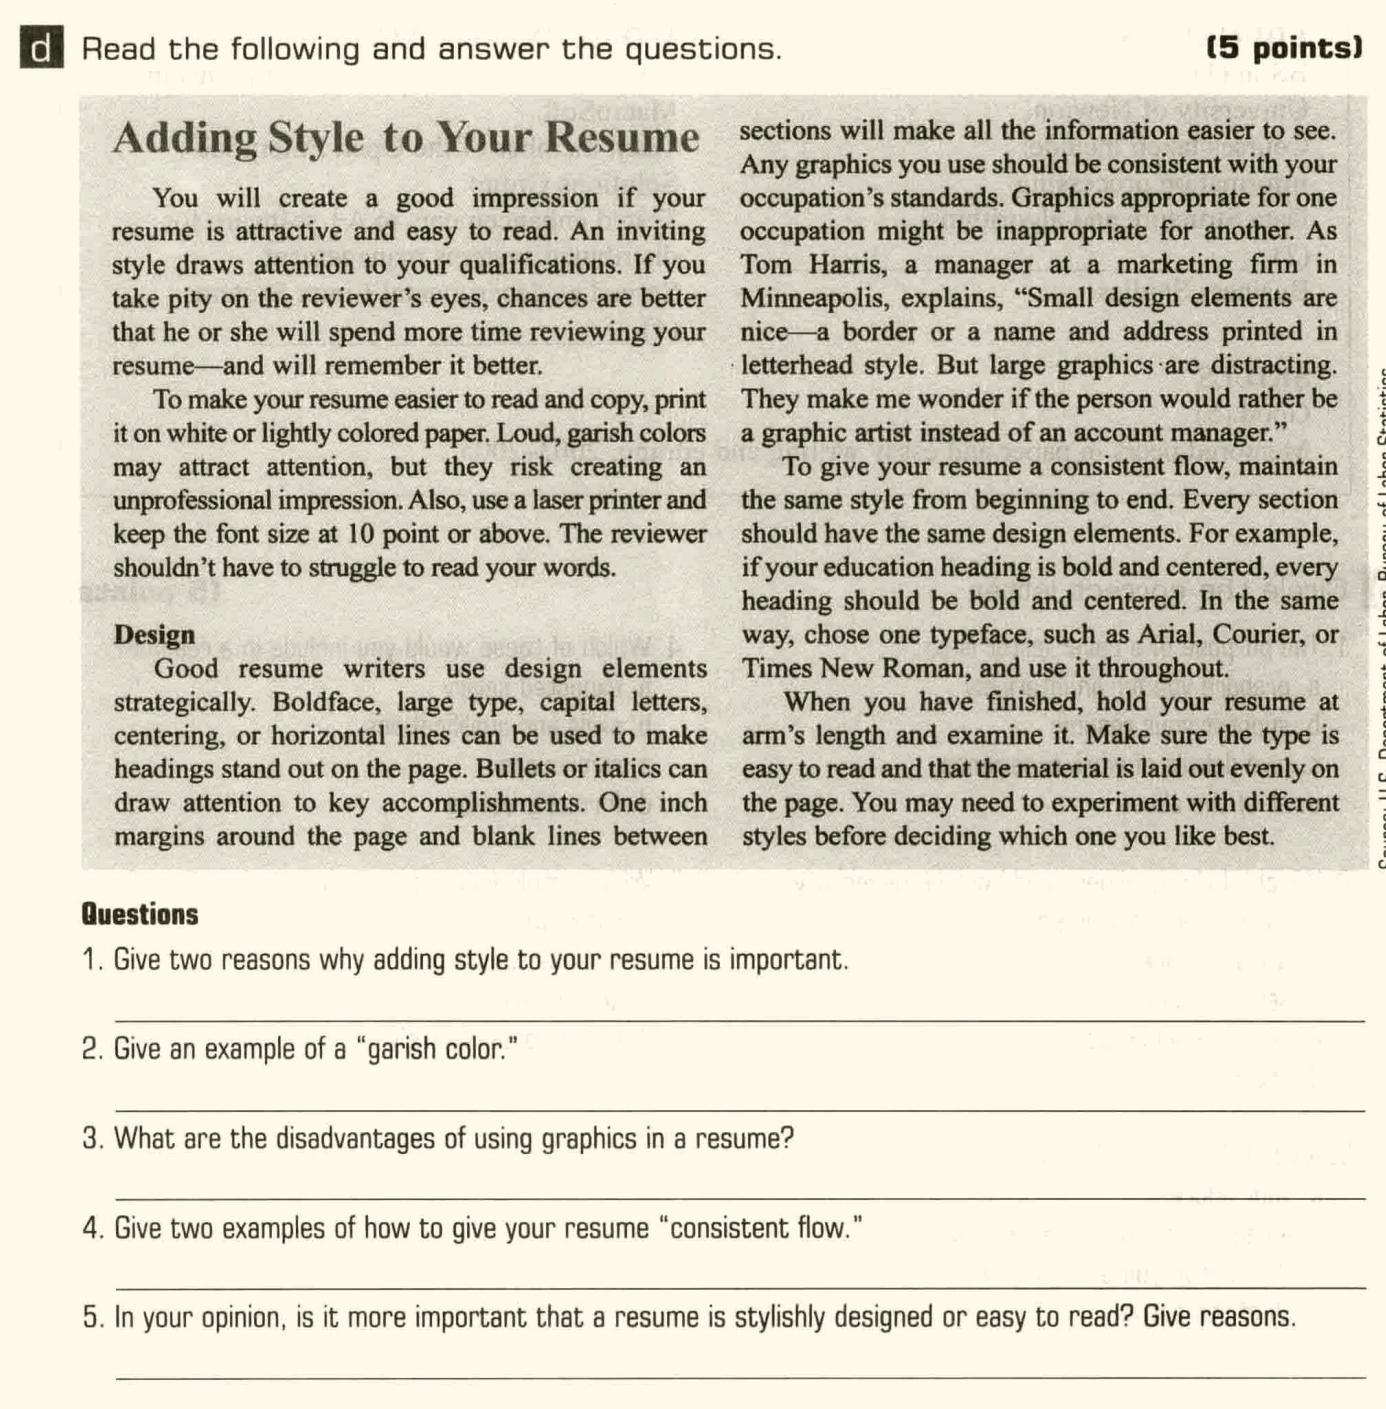 d Read the following and answer the questions. (5 points)
Adding Style to Your Resume
You will create a good impression if your
resume is attractive and easy to read. An inviting
style draws attention to your qualifications. If you
take pity on the reviewer's eyes, chances are better
that he or she will spend more time reviewing your
resume—and will remember it better.
To make your resume easier to read and copy, print
it on white or lightly colored paper. Loud, garish colors
may attract attention, but they risk creating an
unprofessional impression. Also, use a laser printer and
keep the font size at 10 point or above. The reviewer
shouldn't have to struggle to read your words.
Design
Good resume writers use design elements
strategically. Boldface, large type, capital letters,
centering, or horizontal lines can be used to make
headings stand out on the page. Bullets or italics can
draw attention to key accomplishments. One inch
margins around the page and blank lines between
sections will make all the information easier to see.
Any graphics you use should be consistent with your
occupation's standards. Graphics appropriate for one
occupation might be inappropriate for another. As
Tom Harris, a manager at a marketing firm in
Minneapolis, explains, “Small design elements are
nice—a border or a name and address printed in
letterhead style. But large graphics are distracting.
They make me wonder if the person would rather be
a graphic artist instead of an account manager.”
To give your resume a consistent flow, maintain
the same style from beginning to end. Every section
should have the same design elements. For example,
if your education heading is bold and centered, every
heading should be bold and centered. In the same
way, chose one typeface, such as Arial, Courier, or
Times New Roman, and use it throughout.
When you have finished, hold your resume at
arm's length and examine it. Make sure the type is
easy to read and that the material is laid out evenly on
the page. You may need to experiment with different
styles before deciding which one you like best.
Questions
1. Give two reasons why adding style to your resume is important.
2. Give an example of a “garish color.”
3. What are the disadvantages of using graphics in a resume?
4. Give two examples of how to give your resume “consistent flow.”
5. In your opinion, is it more important that a resume is stylishly designed or easy to read? Give reasons.